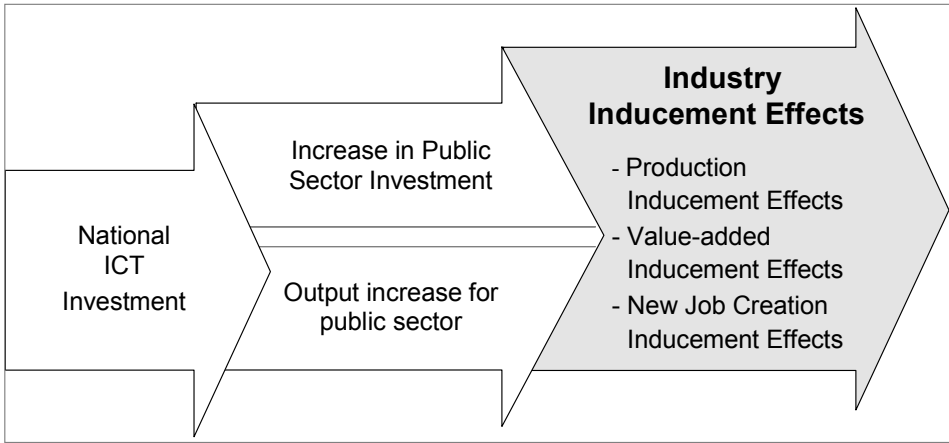 National
ICT
Investment
Increase in Public
Sector Investment
Output increase for
public sector
Industry
Inducement Effects
- Production
Inducement Effects
- Value-added
Inducement Effects
- New Job Creation
Inducement Effects